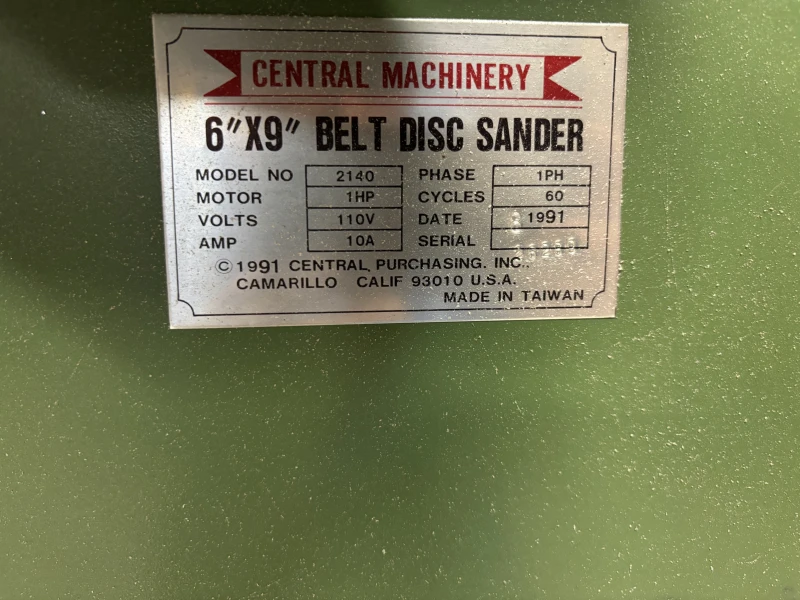 CENTRAL MACHINERY
6"X9" BELT DISC SANDER
MODEL NO 2140 PHASE 1PH
MOTOR 1HP CYCLES 60
VOLTS 110V DATE 1991
AMP 10A SERIAL
©1991 CENTRAL PURCHASING. INC..
CAMARILLO CALIF 93010 U.S.A.
MADE IN TAIWAN